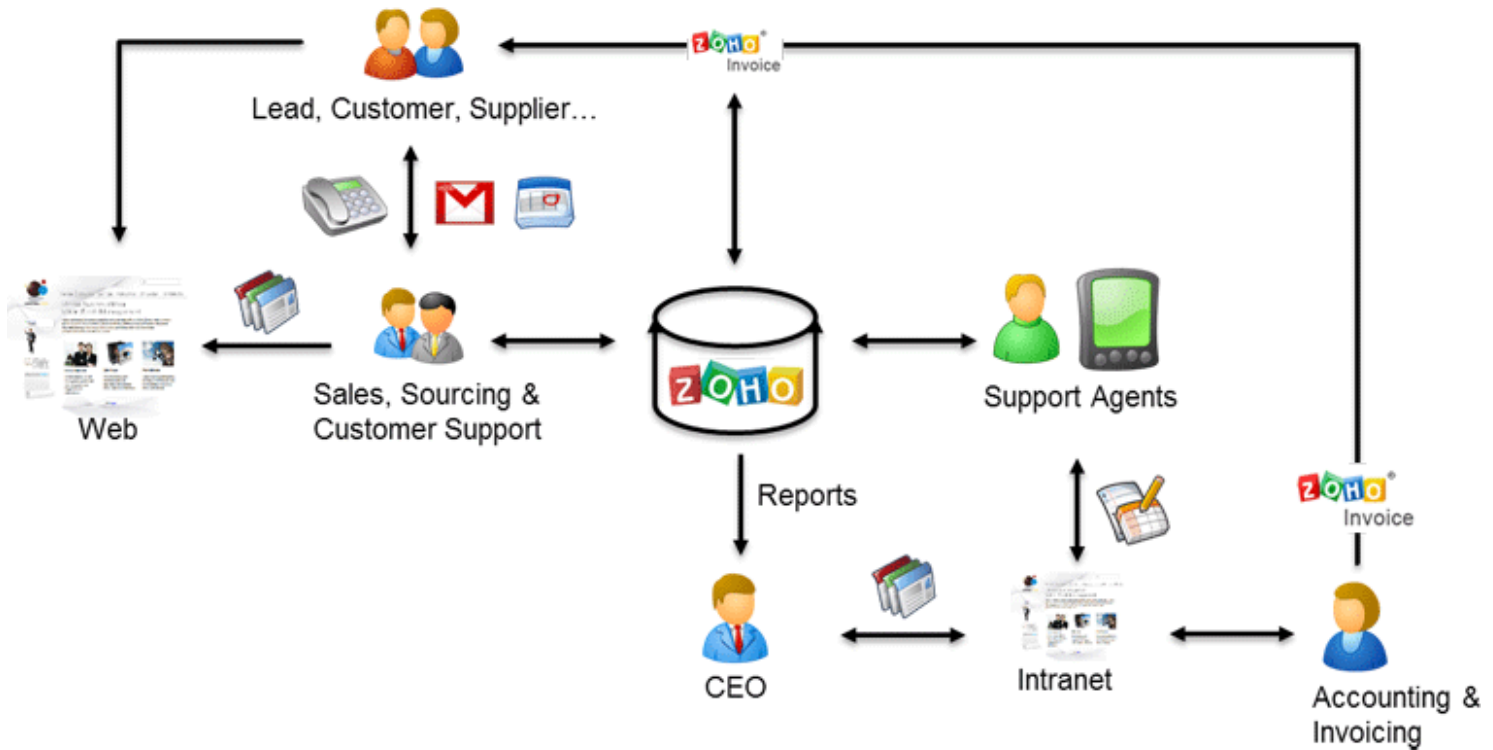 ZOHO®
Invoice
Lead, Customer, Supplier…
Web
Sales, Sourcing &
Customer Support
ZOHO
Support Agents
Reports
ZOHO®
Invoice
CEO
Intranet
Accounting &
Invoicing